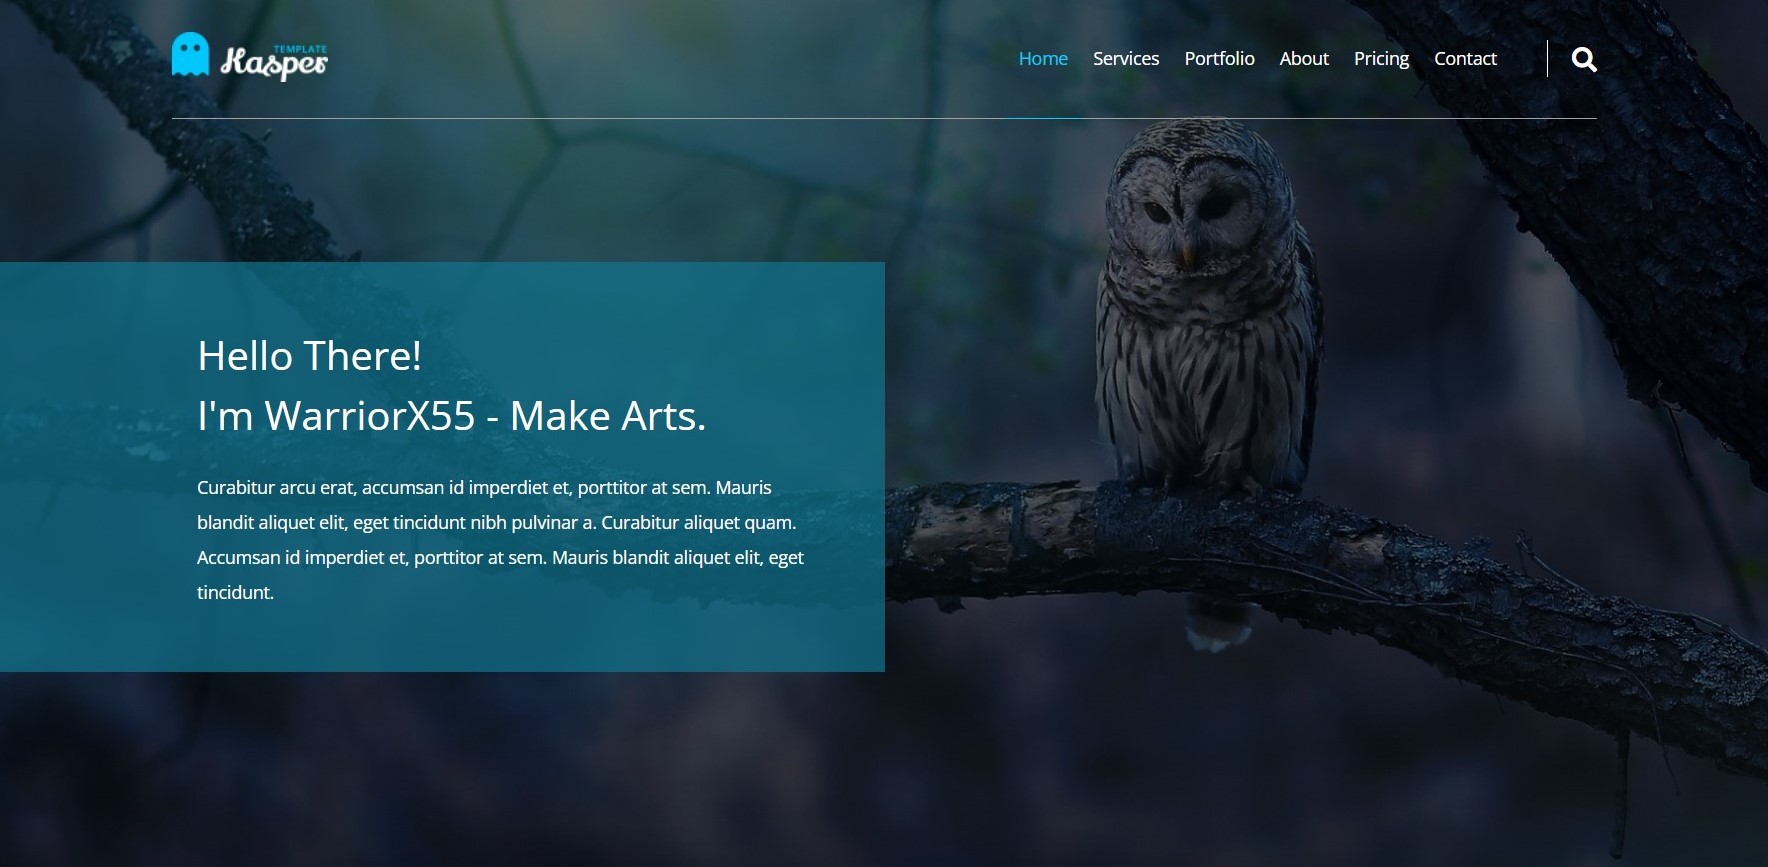 TEMPLATE
Kasper
Home Services Portfolio About Pricing Contact
Hello There!
I'm WarriorX55 - Make Arts.
Curabitur arcu erat, accumsan id imperdiet et, porttitor at sem. Mauris
blandit aliquet elit, eget tincidunt nibh pulvinar a. Curabitur aliquet quam.
Accumsan id imperdiet et, porttitor at sem. Mauris blandit aliquet elit, eget
tincidunt.